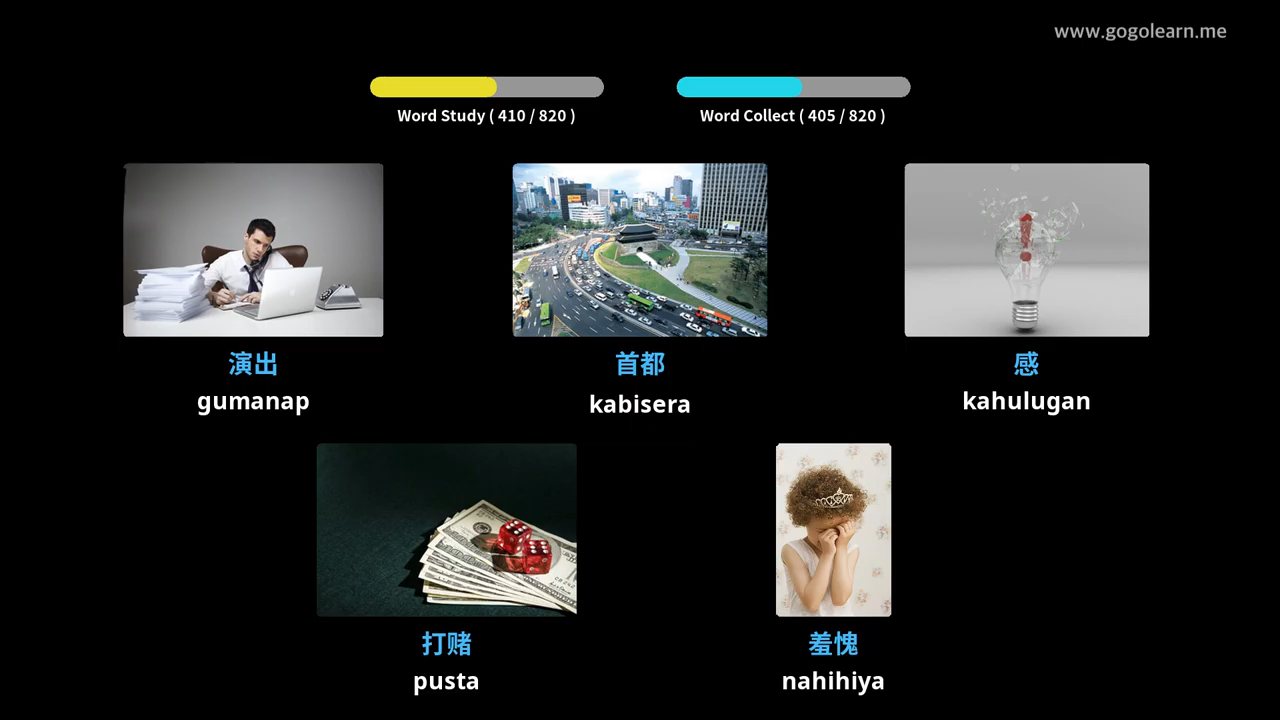 www.gogolearn.me
Word Study ( 410 / 820 )
Word Collect ( 405 / 820 )
演出
gumanap
首都
kabisera
感
kahulugan
打赌
pusta
羞愧
nahihiya